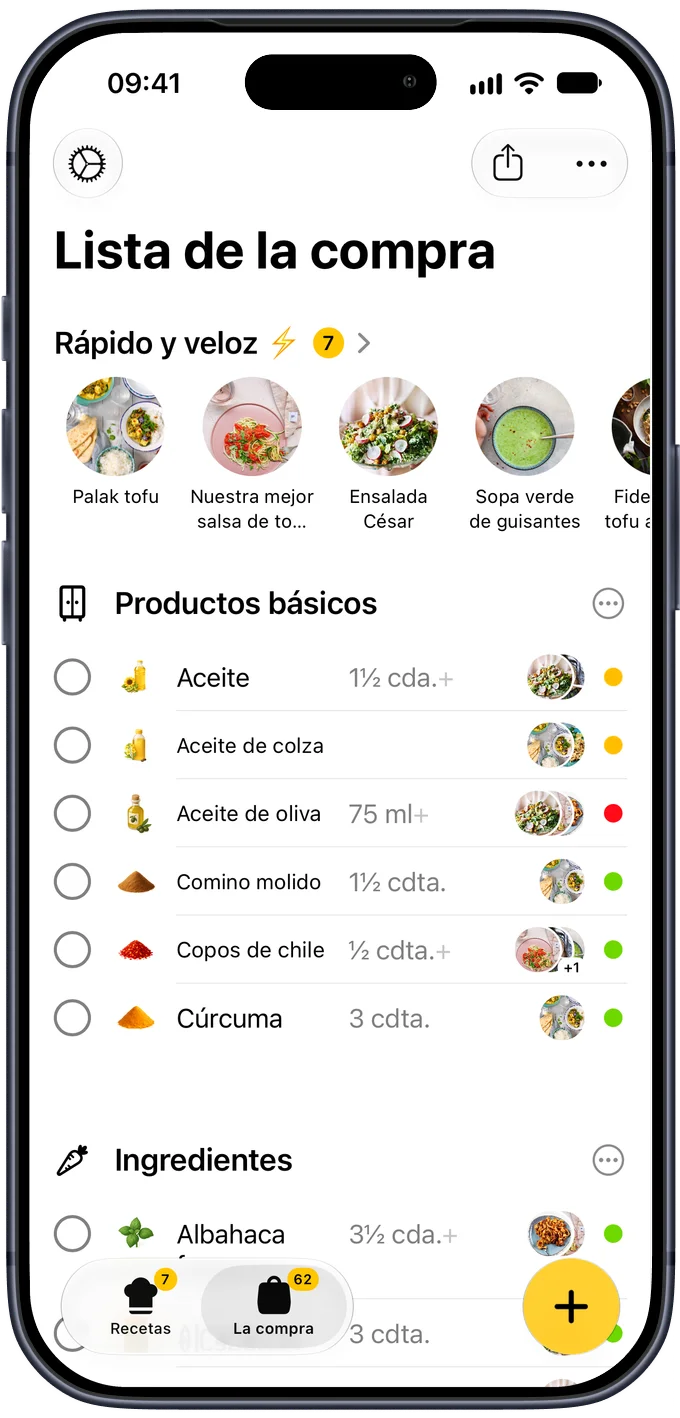 09:41
Lista de la compra
Rápido y veloz ⚡ 7
Palak tofu
Nuestra mejor
salsa de to...
Ensalada
César
Sopa verde
de guisantes
Fide
tofu a
Productos básicos
Aceite 1½ cda.+
Aceite de colza
Aceite de oliva 75 ml+
Comino molido 1½ cdta.
Copos de chile ½ cdta.+ +1
Cúrcuma 3 cdta.
Ingredientes
Albahaca 3½ cda.+
3 cdta.
7
Recetas
62
La compra